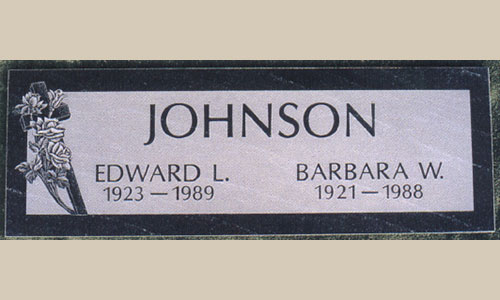 JOHNSON
EDWARD L. BARBARA W.
1923 — 1989 1921 — 1988